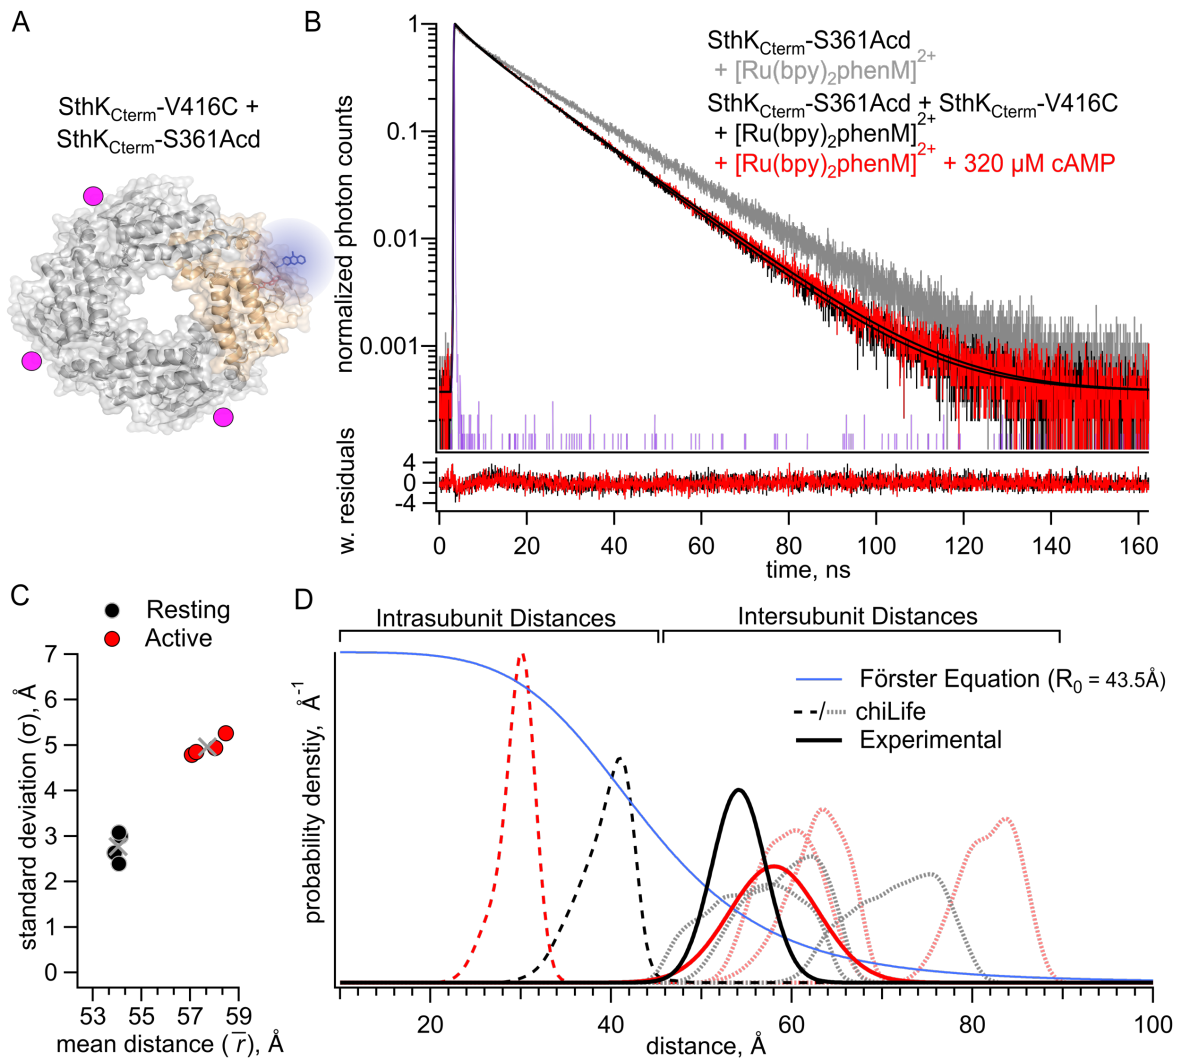 A
SthKCterm-V416C +
SthKCterm-S361Acd
B
normalized photon counts
1
0.1
0.01
0.001
SthKCterm-S361Acd
+ [Ru(bpy)2phenM]2+
SthKCterm-S361Acd + SthKCterm-V416C
+ [Ru(bpy)2phenM]2+
+ [Ru(bpy)2phenM]2+ + 320 µM cAMP
w. residuals
4
0
-4
0 20 40 60 80 100 120 140 160
time, ns
C
Resting
Active
standard deviation (σ), Å
7
6
5
4
3
2
1
0
53 55 57 59
mean distance (r̅), Å
D
Intrasubunit Distances
Intersubunit Distances
Förster Equation (R0 = 43.5Å)
/ chiLife
Experimental
probability denstiy, Å-1
20 40 60 80 100
distance, Å